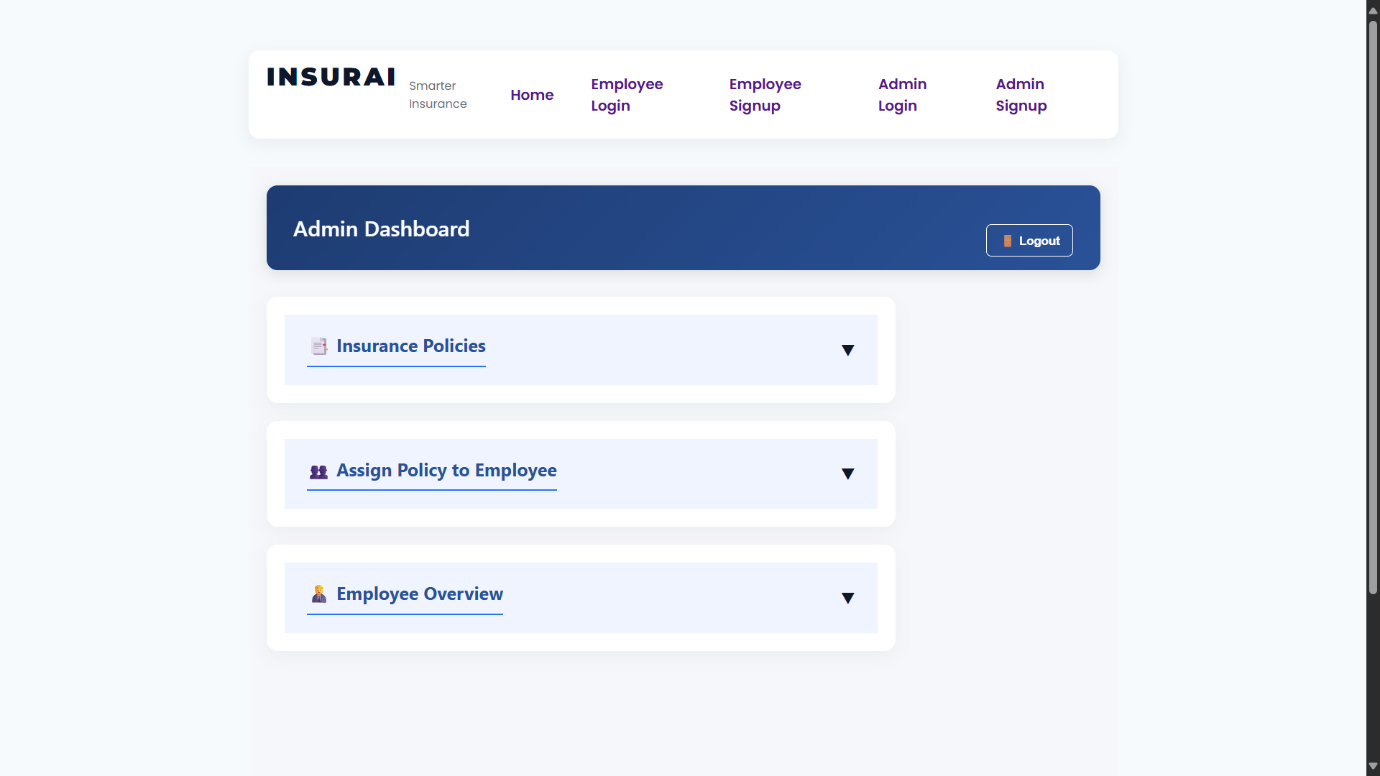 INSURAI
Smarter
Insurance
Home
Employee
Login
Employee
Signup
Admin
Login
Admin
Signup
Admin Dashboard
Logout
Insurance Policies
Assign Policy to Employee
Employee Overview